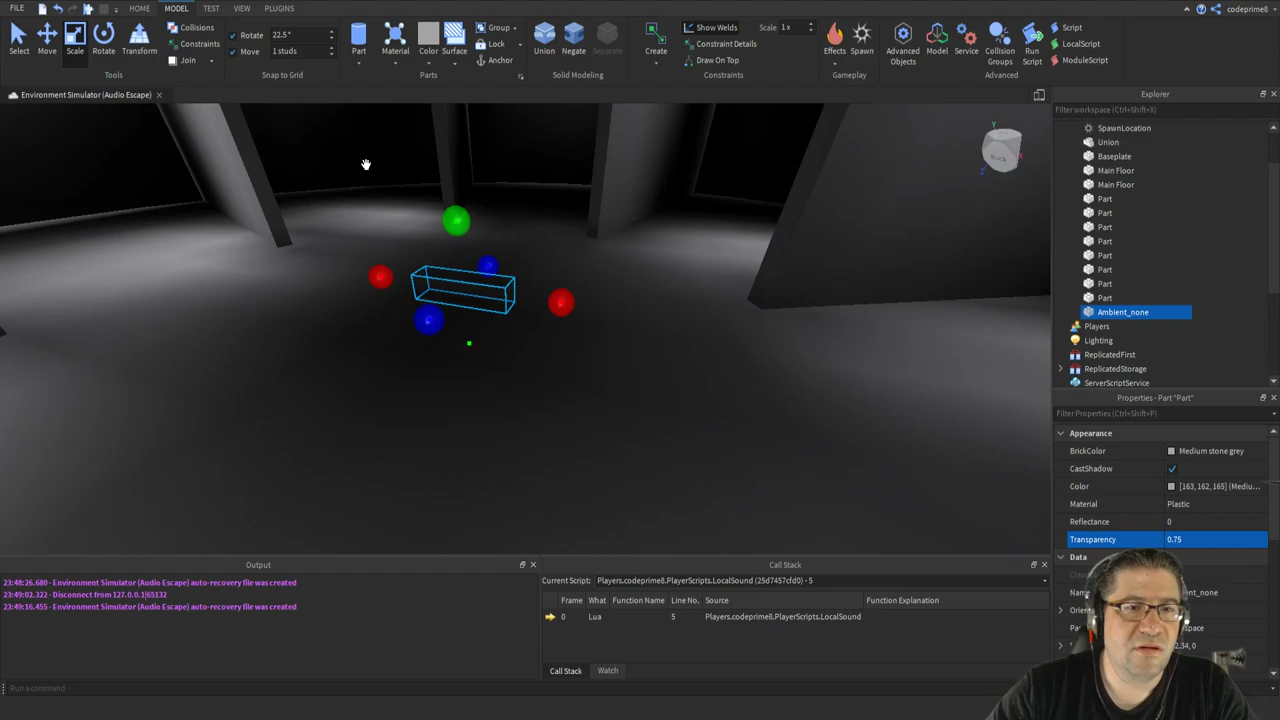 FILE HOME MODEL TEST VIEW PLUGINS codeprime8
Select Move Scale Rotate Transform
Collisions
Constraints
Join
Tools
Rotate 22.5°
Move 1 studs
Snap to Grid
Part Material Color Surface
Group
Lock
Anchor
Parts
Union Negate Separate
Solid Modeling
Create
Show Welds
Constraint Details
Draw On Top
Scale 1x
Constraints
Effects Spawn
Gameplay
Advanced Objects
Model Service
Collision Groups
Run Script
Script
LocalScript
ModuleScript
Advanced
Environment Simulator (Audio Escape)
Back
Y
X
Z
Explorer
Filter workspace (Ctrl+Shift+X)
SpawnLocation
Union
Baseplate
Main Floor
Main Floor
Part
Part
Part
Part
Part
Part
Part
Part
Ambient_none
Players
Lighting
ReplicatedFirst
ReplicatedStorage
ServerScriptService
Properties - Part "Part"
Filter Properties (Ctrl+Shift+P)
Appearance
BrickColor Medium stone grey
CastShadow
Color [163, 162, 165] (Mediu...
Material Plastic
Reflectance 0
Transparency 0.75
Data
Output
23:48:26.680 - Environment Simulator (Audio Escape) auto-recovery file was created
23:49:02.322 - Disconnect from 127.0.0.1|65132
23:49:16.455 - Environment Simulator (Audio Escape) auto-recovery file was created
Call Stack
Current Script: Players.codeprime8.PlayerScripts.LocalSound (25d7457cfd0) - 5
Frame What Function Name Line No. Source Function Explanation
0 Lua 5 Players.codeprime8.PlayerScripts.LocalSound
Call Stack Watch
Run a command